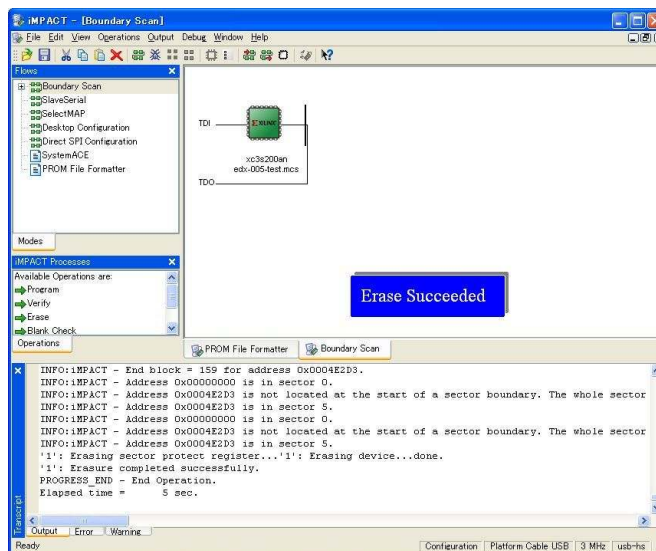 iMPACT - [Boundary Scan]
File Edit View Operations Output Debug Window Help
Flows
Boundary Scan
SlaveSerial
SelectMAP
Desktop Configuration
Direct SPI Configuration
SystemACE
PROM File Formatter
Modes
iMPACT Processes
Available Operations are:
Program
Verify
Erase
Blank Check
Operations
TDI
XILINX
xc3s200an
edx-005-test.mcs
TDO
Erase Succeeded
PROM File Formatter
Boundary Scan
INFO:iMPACT - End block = 159 for address 0x0004E2D3.
INFO:iMPACT - Address 0x00000000 is in sector 0.
INFO:iMPACT - Address 0x0004E2D3 is not located at the start of a sector boundary. The whole sector
INFO:iMPACT - Address 0x0004E2D3 is in sector 5.
INFO:iMPACT - Address 0x00000000 is in sector 0.
INFO:iMPACT - Address 0x0004E2D3 is not located at the start of a sector boundary. The whole sector
INFO:iMPACT - Address 0x0004E2D3 is in sector 5.
'1': Erasing sector protect register...'1': Erasing device...done.
'1': Erasure completed successfully.
PROGRESS_END - End Operation.
Elapsed time =      5 sec.
Transcript
Output Error Warning
Ready
Configuration Platform Cable USB 3 MHz usb-hs